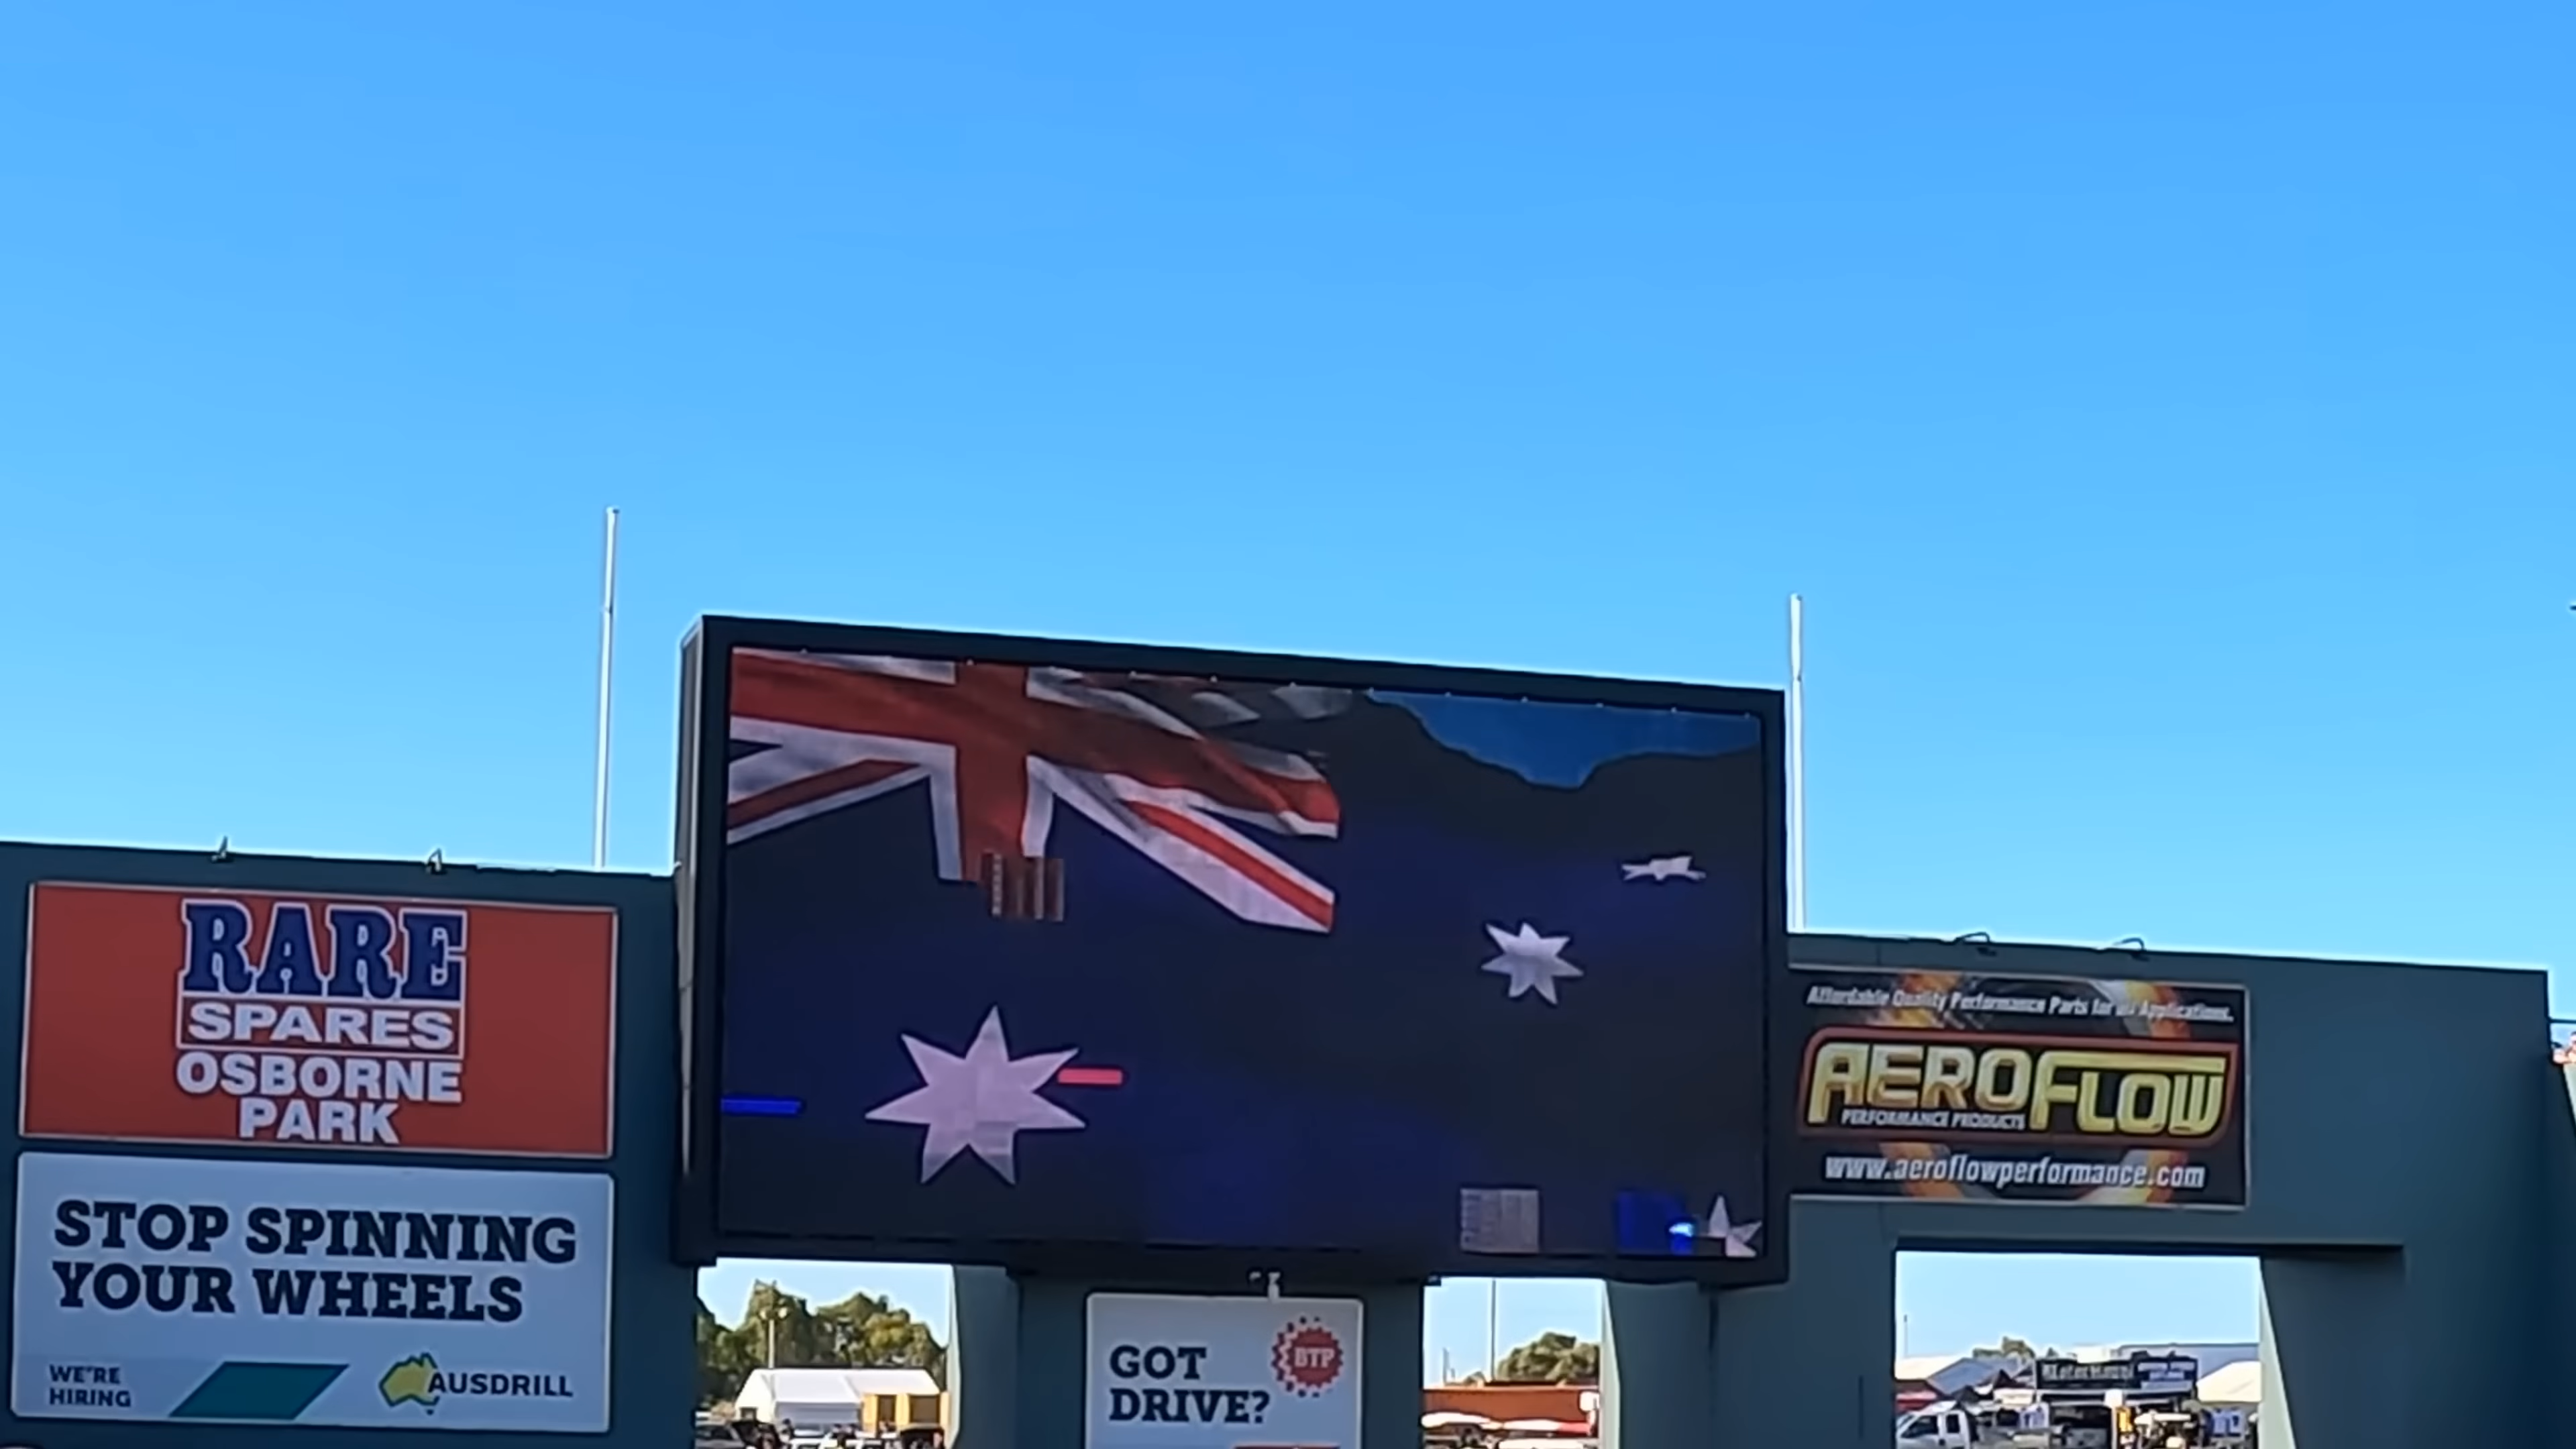 RARE
SPARES
OSBORNE
PARK
STOP SPINNING
YOUR WHEELS
WE'RE
HIRING
AUSDRILL
GOT
DRIVE?
BTP
Affordable Quality Performance Parts for all Applications.
AEROFLOW
PERFORMANCE PRODUCTS
www.aeroflowperformance.com